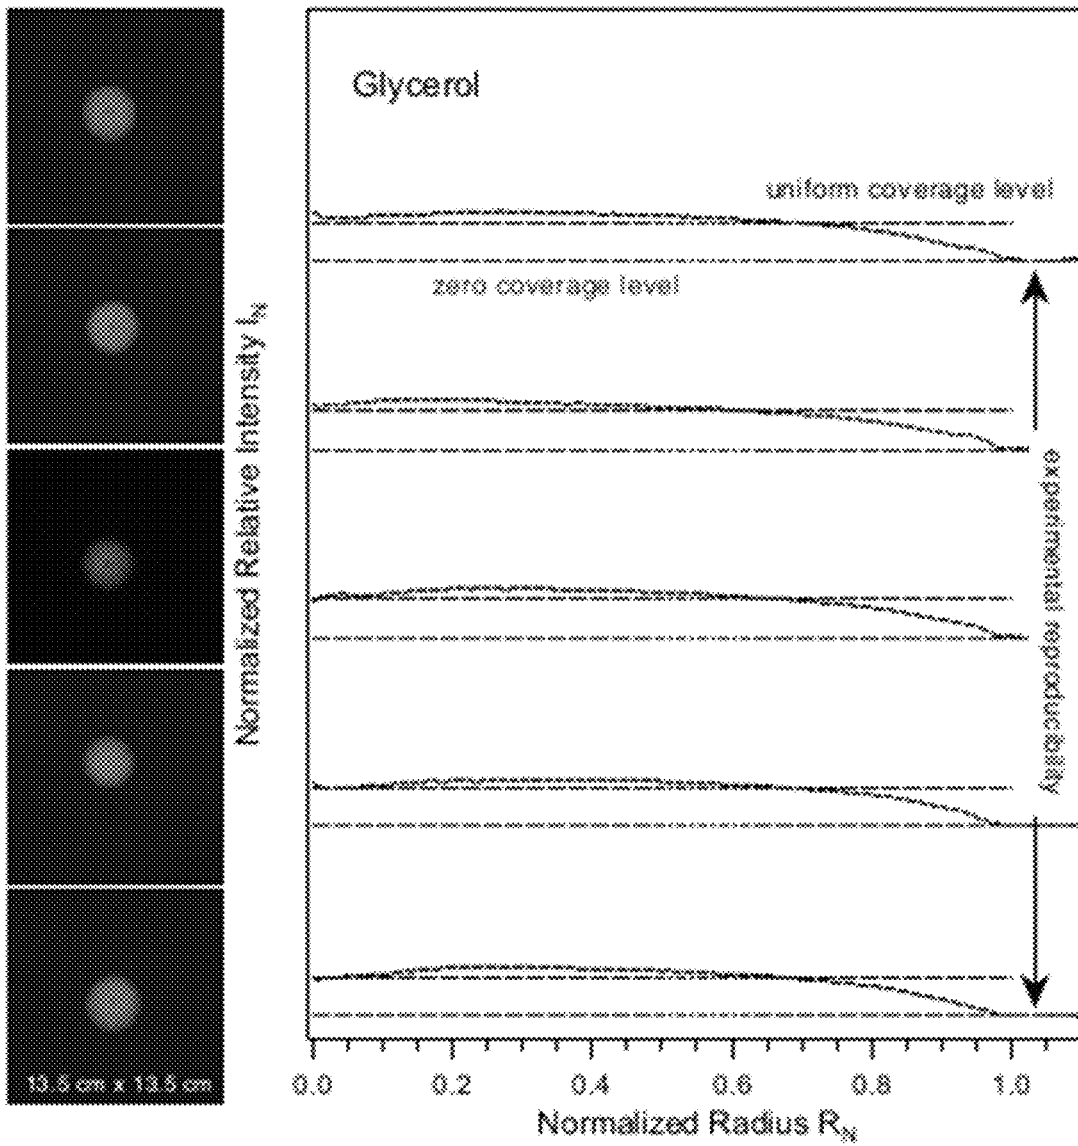 Glycerol
uniform coverage level
zero coverage level
Normalized Relative Intensity I_N
experimental reproducibility
13.5 cm x 13.5 cm
0.0 0.2 0.4 0.6 0.8 1.0
Normalized Radius R_N